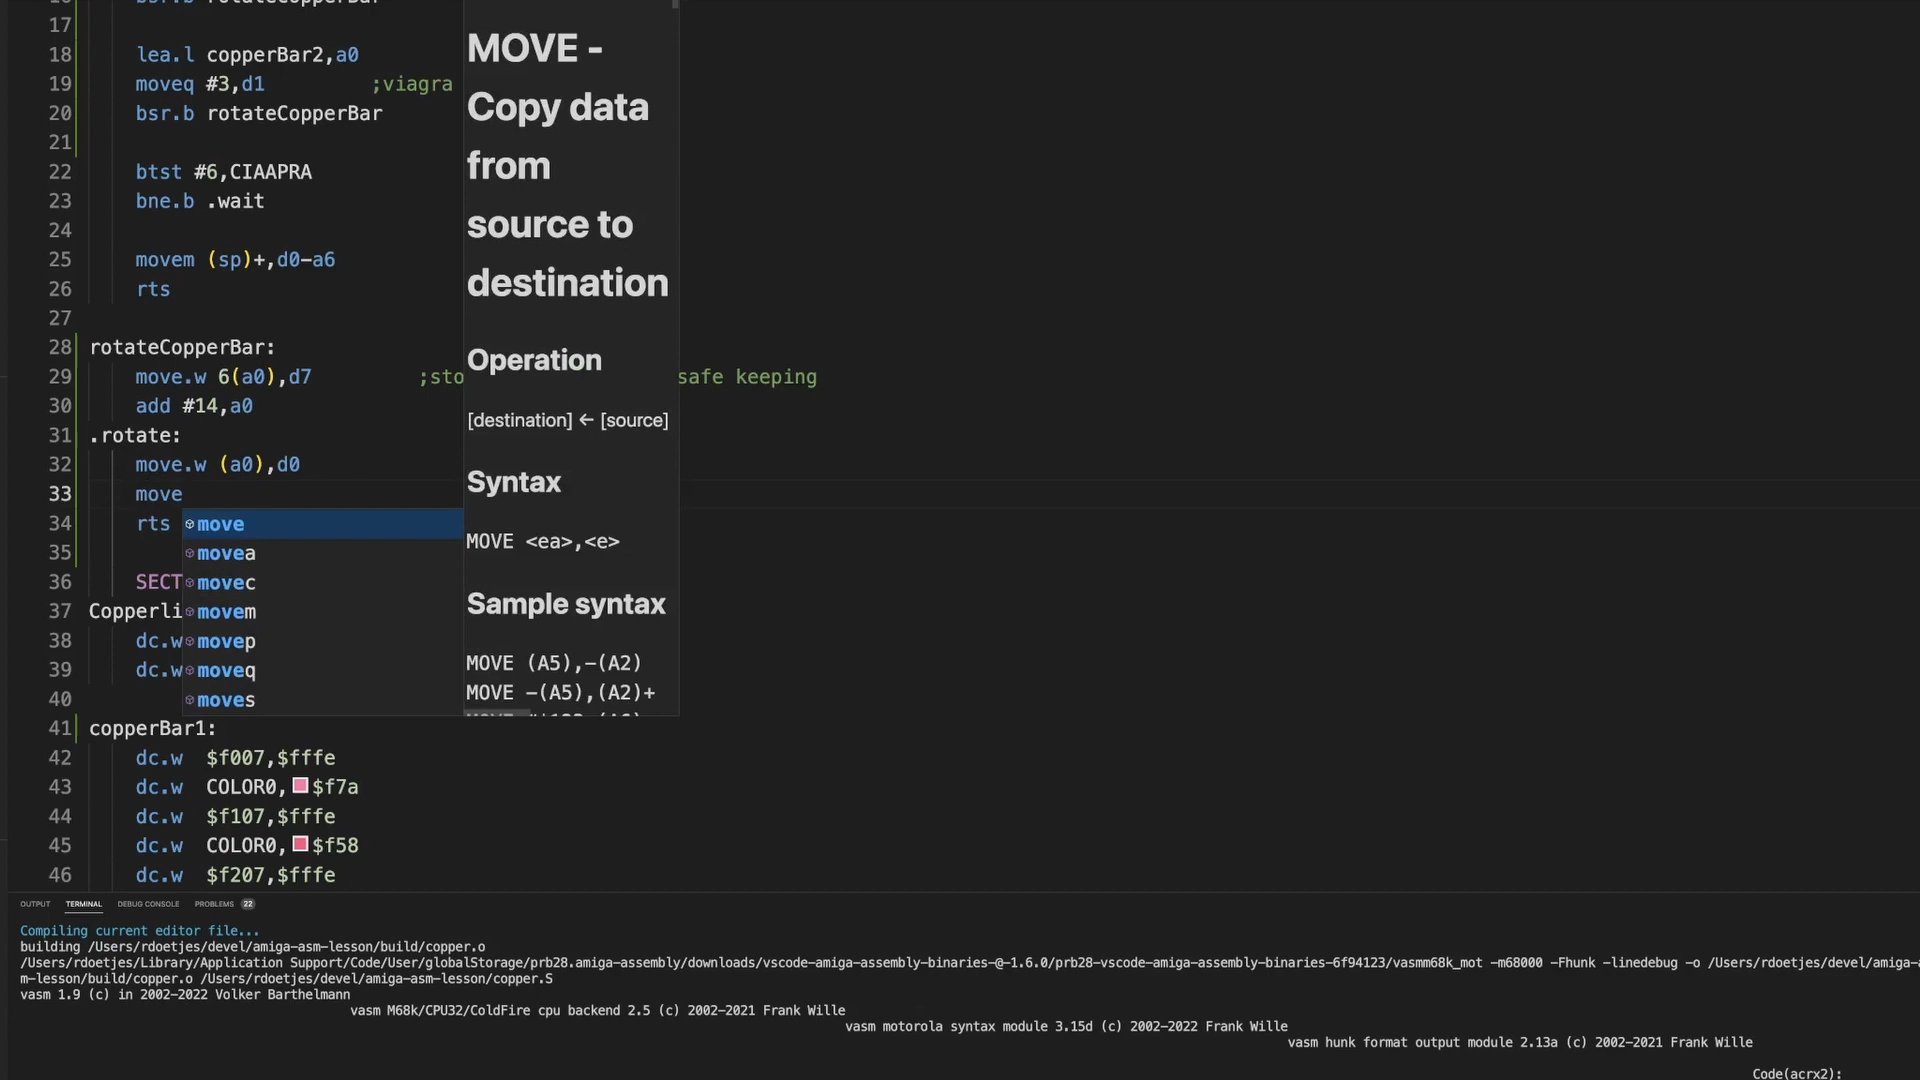 bsr.b rotateCopperBar
17
18 lea.l copperBar2,a0
19 moveq #3,d1 ;viagra
20 bsr.b rotateCopperBar
21
22 btst #6,CIAAPRA
23 bne.b .wait
24
25 movem (sp)+,d0-a6
26 rts
27
28 rotateCopperBar:
29 move.w 6(a0),d7 ;sto safe keeping
30 add #14,a0
31 .rotate:
32 move.w (a0),d0
33 move
34 rts
35
36 SECT
37 Copperli
38 dc.w
39 dc.w
40
41 copperBar1:
42 dc.w $f007,$fffe
43 dc.w COLOR0,$f7a
44 dc.w $f107,$fffe
45 dc.w COLOR0,$f58
46 dc.w $f207,$fffe
move
movea
movec
movem
movep
moveq
moves
MOVE -
Copy data
from
source to
destination
Operation
[destination] ← [source]
Syntax
MOVE <ea>,<e>
Sample syntax
MOVE (A5),-(A2)
MOVE -(A5),(A2)+
OUTPUT TERMINAL DEBUG CONSOLE PROBLEMS 22
Compiling current editor file...
building /Users/rdoetjes/devel/amiga-asm-lesson/build/copper.o
/Users/rdoetjes/Library/Application Support/Code/User/globalStorage/prb28.amiga-assembly/downloads/vscode-amiga-assembly-binaries-@-1.6.0/prb28-vscode-amiga-assembly-binaries-6f94123/vasmm68k_mot -m68000 -Fhunk -linedebug -o /Users/rdoetjes/devel/amiga-as
m-lesson/build/copper.o /Users/rdoetjes/devel/amiga-asm-lesson/copper.S
vasm 1.9 (c) in 2002-2022 Volker Barthelmann
vasm M68k/CPU32/ColdFire cpu backend 2.5 (c) 2002-2021 Frank Wille
vasm motorola syntax module 3.15d (c) 2002-2022 Frank Wille
vasm hunk format output module 2.13a (c) 2002-2021 Frank Wille
Code(acrx2):